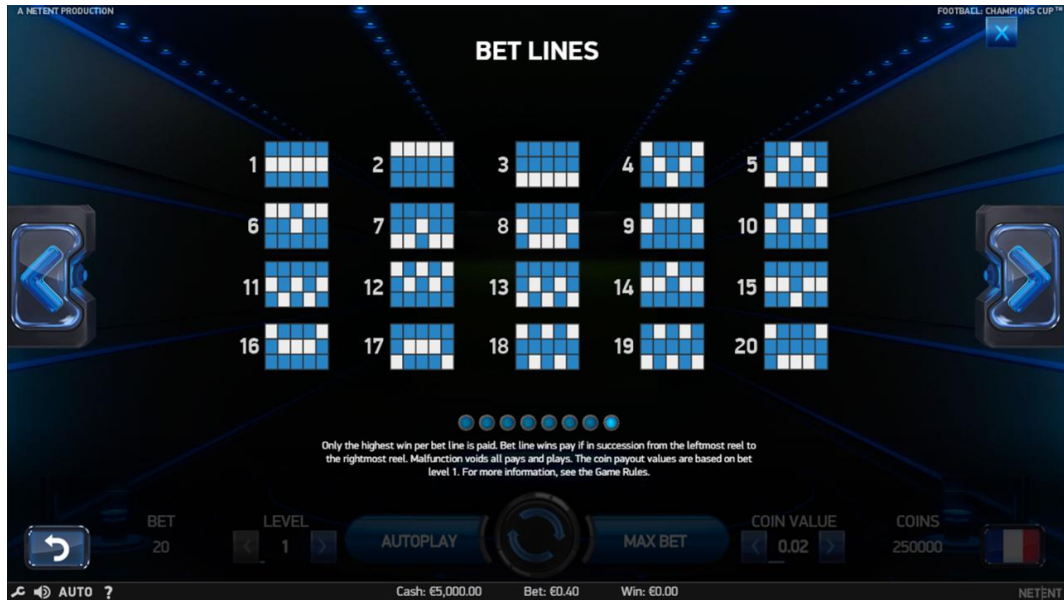 A NETENT PRODUCTION
FOOTBALL: CHAMPIONS CUP™
X
BET LINES
1 2 3 4 5
6 7 8 9 10
11 12 13 14 15
16 17 18 19 20
Only the highest win per bet line is paid. Bet line wins pay if in succession from the leftmost reel to
the rightmost reel. Malfunction voids all pays and plays. The coin payout values are based on bet
level 1. For more information, see the Game Rules.
BET LEVEL COIN VALUE COINS
20 1 AUTOPLAY MAX BET 0.02 250000
AUTO ? Cash: €5,000.00 Bet: €0.40 Win: €0.00 NETENT